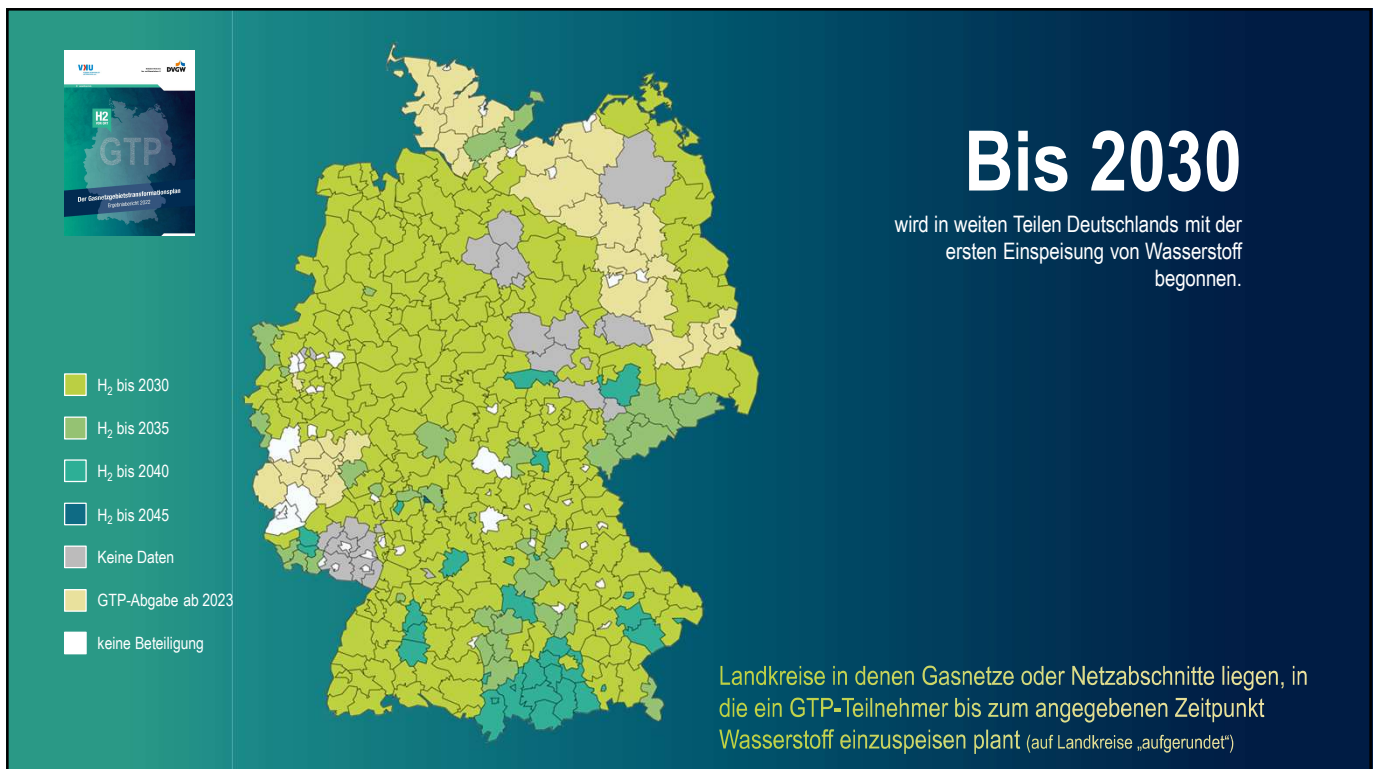 VKU
DVGW
H2
GTP
Der Gasnetzgebietstransformationsplan
Ergebnisbericht 2022
Bis 2030
wird in weiten Teilen Deutschlands mit der
ersten Einspeisung von Wasserstoff
begonnen.
H₂ bis 2030
H₂ bis 2035
H₂ bis 2040
H₂ bis 2045
Keine Daten
GTP-Abgabe ab 2023
keine Beteiligung
Landkreise in denen Gasnetze oder Netzabschnitte liegen, in
die ein GTP-Teilnehmer bis zum angegebenen Zeitpunkt
Wasserstoff einzuspeisen plant (auf Landkreise „aufgerundet“)